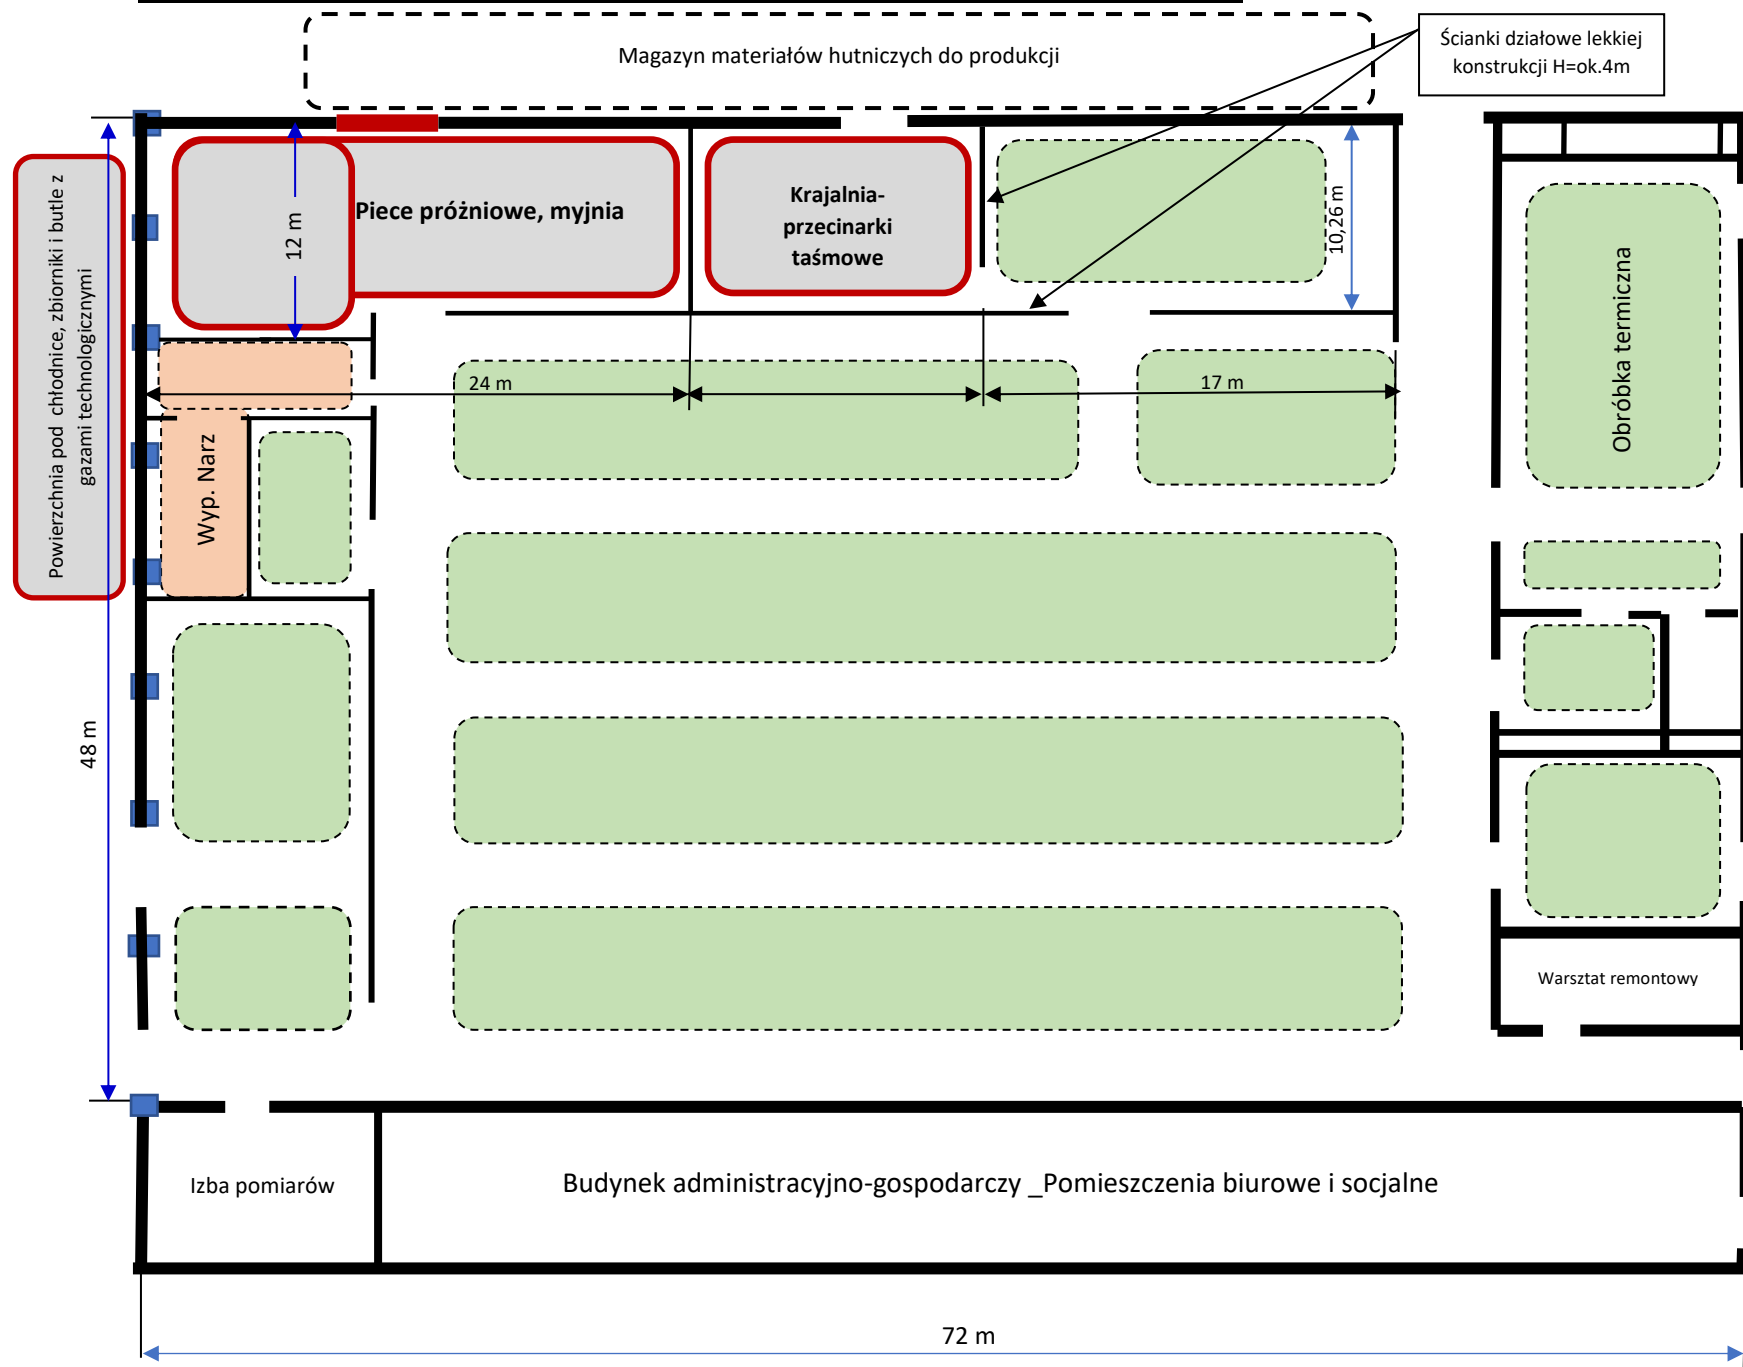 Magazyn materiałów hutniczych do produkcji
Ścianki działowe lekkiej
konstrukcji H=ok.4m
Powierzchnia pod chłodnice, zbiorniki i butle z
gazami technologicznymi
12 m
Piece próżniowe, myjnia
Krajalnia-
przecinarki
taśmowe
10,26 m
Obróbka termiczna
24 m
17 m
Wyp. Narz
48 m
Warsztat remontowy
Izba pomiarów
Budynek administracyjno-gospodarczy _Pomieszczenia biurowe i socjalne
72 m